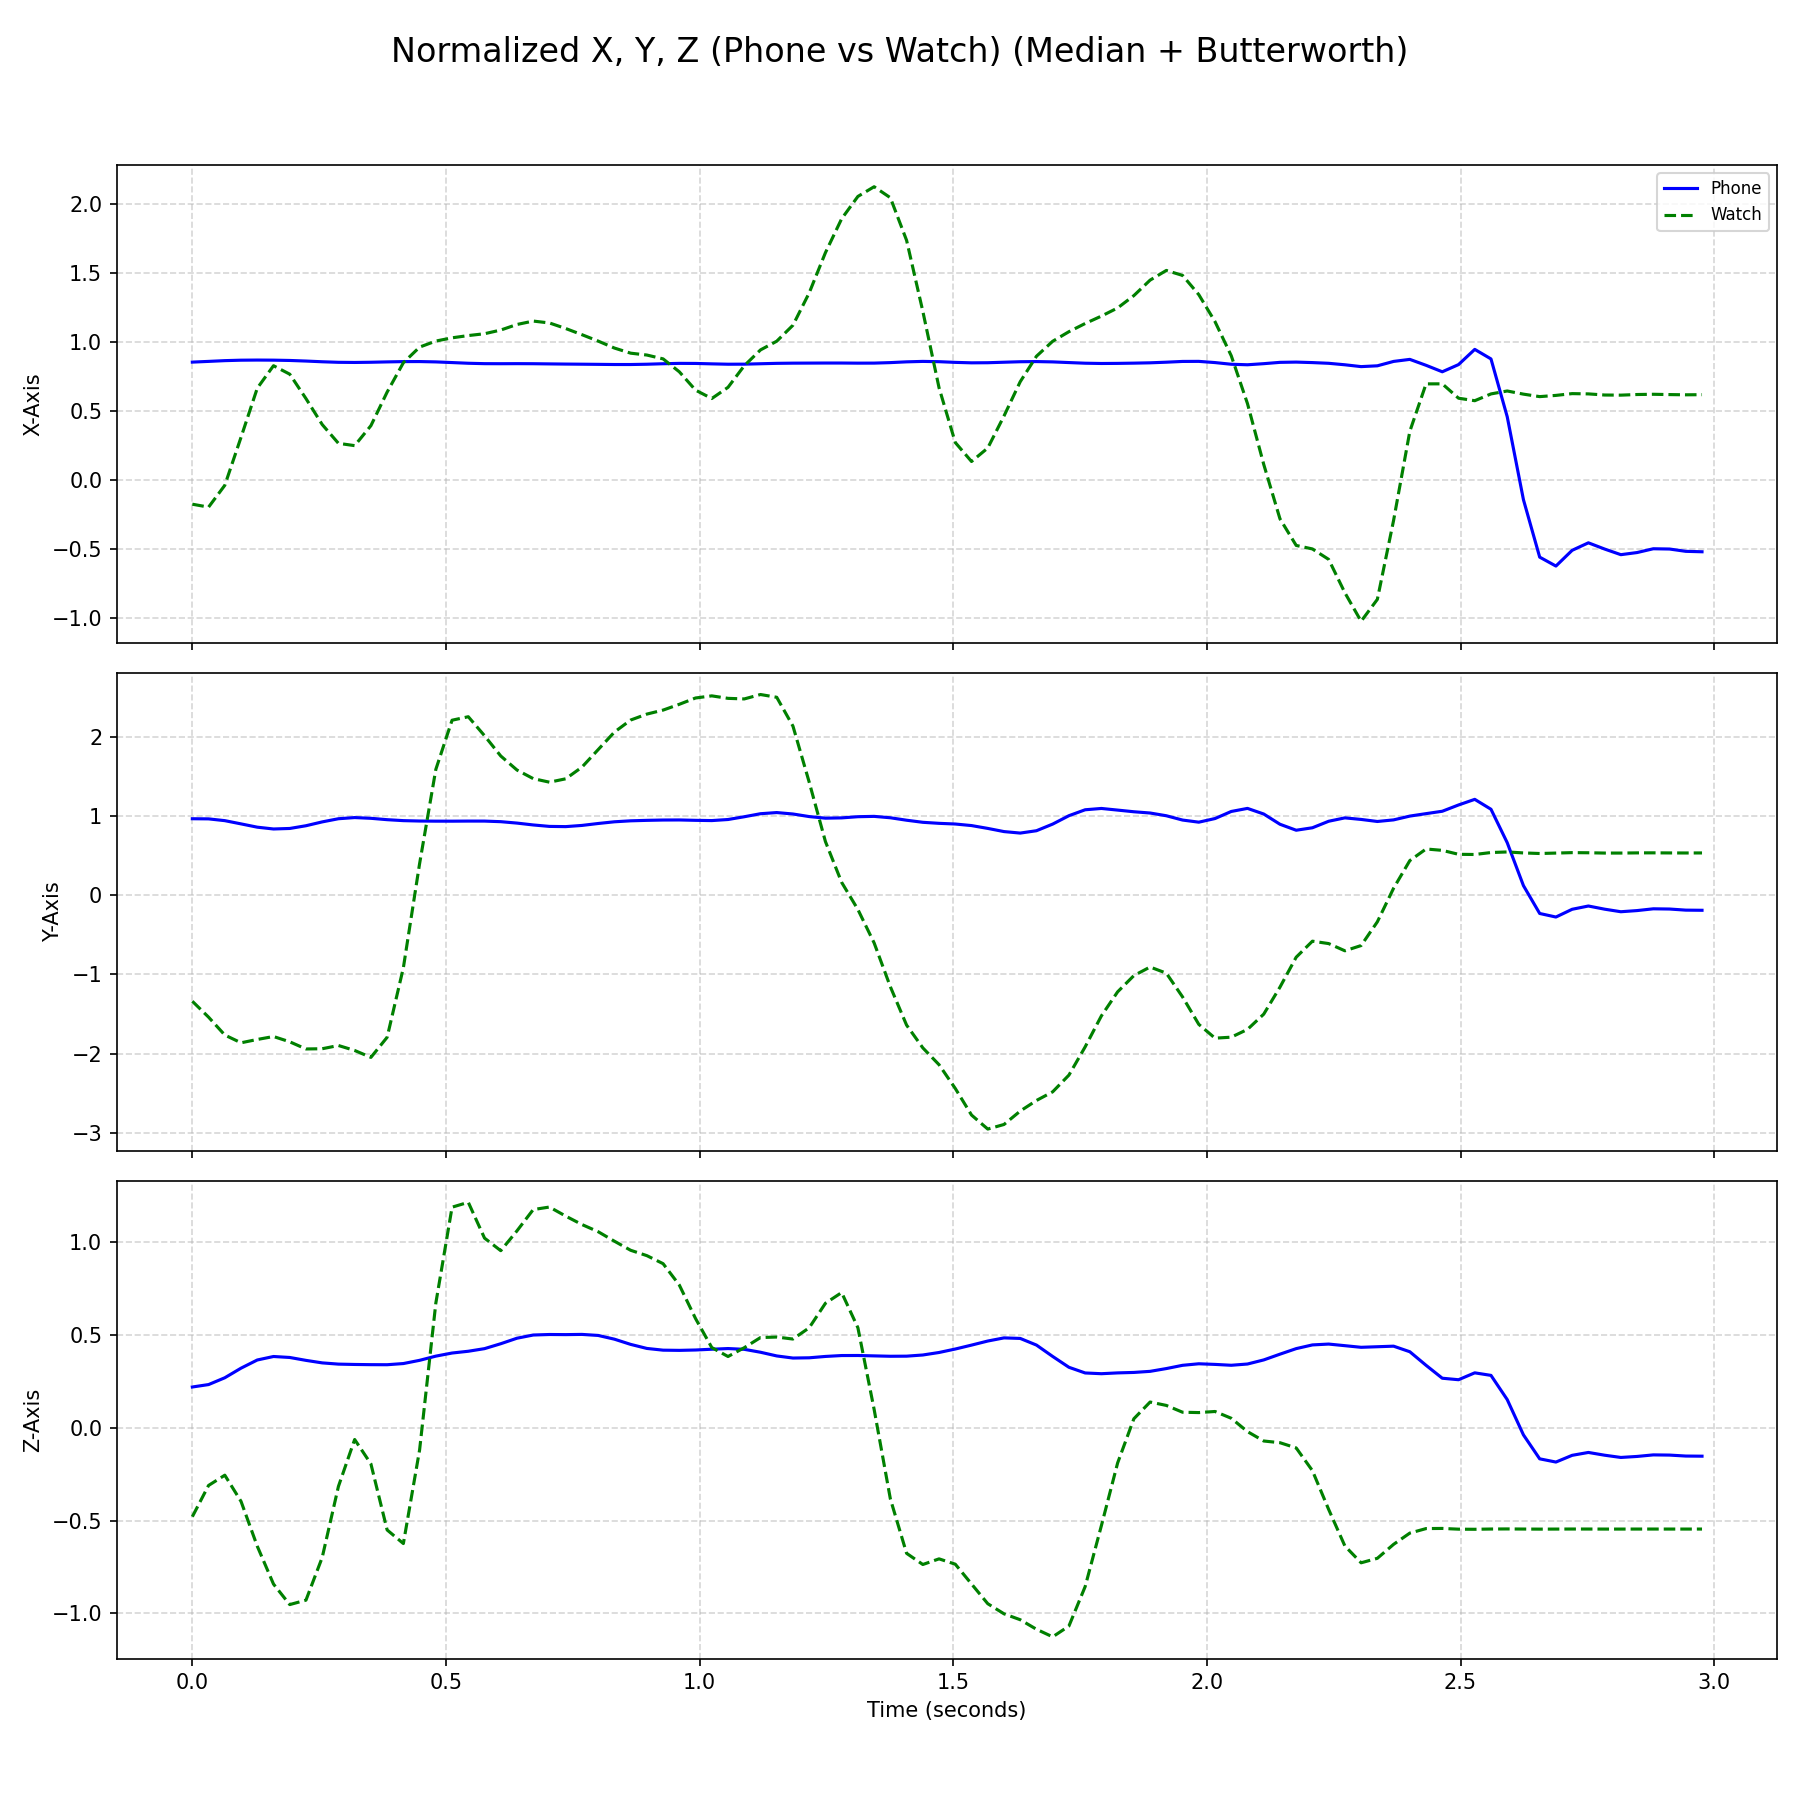 Normalized X, Y, Z (Phone vs Watch) (Median + Butterworth)
Phone
Watch
2.0
1.5
1.0
0.5
0.0
−0.5
−1.0
X-Axis
2
1
0
−1
−2
−3
Y-Axis
1.0
0.5
0.0
−0.5
−1.0
Z-Axis
0.0 0.5 1.0 1.5 2.0 2.5 3.0
Time (seconds)